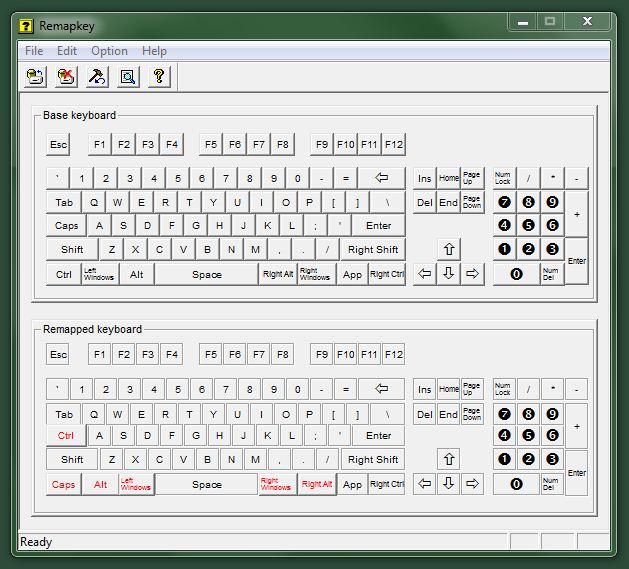 Remapkey
File Edit Option Help
?
Base keyboard
Esc F1 F2 F3 F4 F5 F6 F7 F8 F9 F10 F11 F12
` 1 2 3 4 5 6 7 8 9 0 - = Ins Home Page Up Num Lock / * -
Tab Q W E R T Y U I O P [ ] \ Del End Page Down 7 8 9 +
Caps A S D F G H J K L ; ' Enter 4 5 6
Shift Z X C V B N M , . / Right Shift 1 2 3 Enter
Ctrl Left Windows Alt Space Right Alt Right Windows App Right Ctrl 0 Num Del
Remapped keyboard
Esc F1 F2 F3 F4 F5 F6 F7 F8 F9 F10 F11 F12
` 1 2 3 4 5 6 7 8 9 0 - = Ins Home Page Up Num Lock / * -
Tab Q W E R T Y U I O P [ ] \ Del End Page Down 7 8 9 +
Ctrl A S D F G H J K L ; ' Enter 4 5 6
Shift Z X C V B N M , . / Right Shift 1 2 3 Enter
Caps Alt Left Windows Space Right Windows Right Alt App Right Ctrl 0 Num Del
Ready